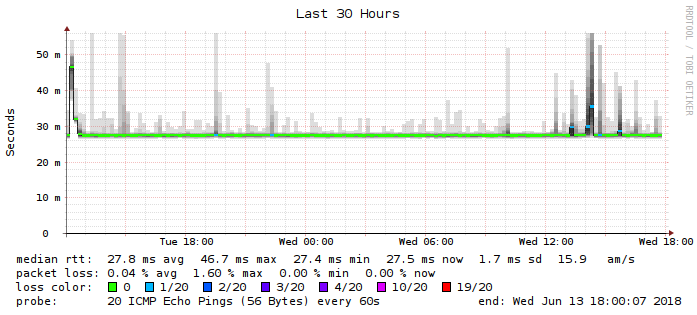 Last 30 Hours
RRDTOOL / TOBI OETIKER
Seconds
50 m
40 m
30 m
20 m
10 m
0
Tue 18:00 Wed 00:00 Wed 06:00 Wed 12:00 Wed 18:00
median rtt: 27.8 ms avg 46.7 ms max 27.4 ms min 27.5 ms now 1.7 ms sd 15.9 am/s
packet loss: 0.04 % avg 1.60 % max 0.00 % min 0.00 % now
loss color: 0 1/20 2/20 3/20 4/20 10/20 19/20
probe: 20 ICMP Echo Pings (56 Bytes) every 60s end: Wed Jun 13 18:00:07 2018